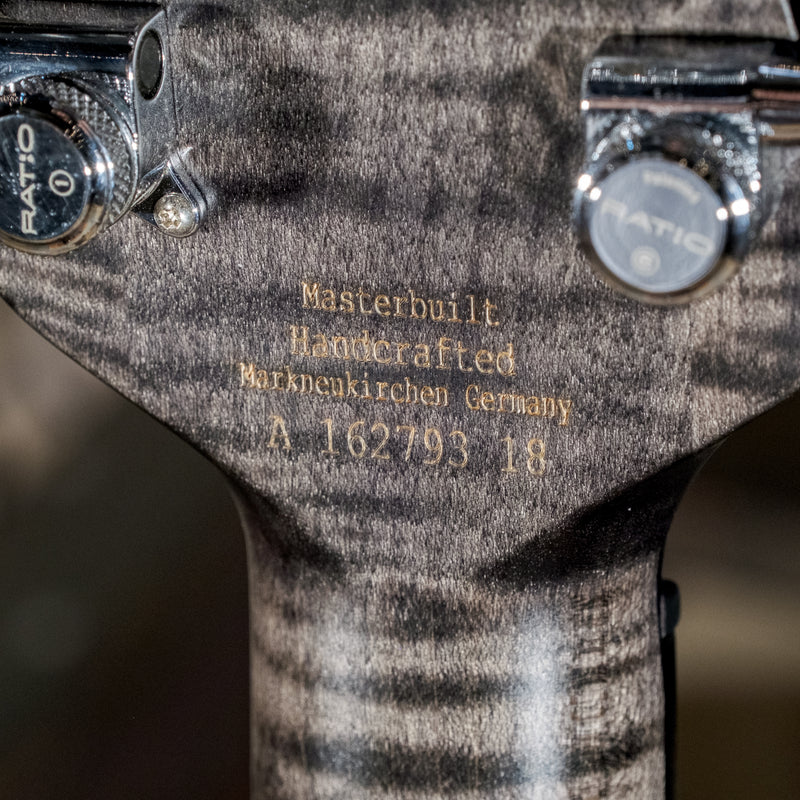 RATIO
RATIO
Masterbuilt
Handcrafted
Markneukirchen Germany
A 162793 18